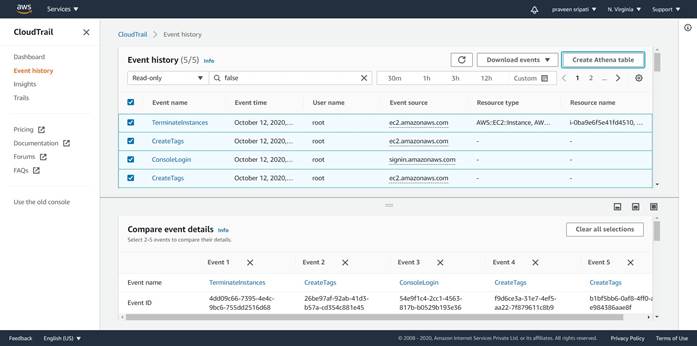 aws Services praveen sripati N. Virginia Support
CloudTrail
CloudTrail Event history
Dashboard
Event history
Insights
Trails
Pricing
Documentation
Forums
FAQs
Use the old console
Event history (5/5) Info
Download events Create Athena table
Read-only false 30m 1h 3h 12h Custom 1 2 ...
Event name Event time User name Event source Resource type Resource name
TerminateInstances October 12, 2020,... root ec2.amazonaws.com AWS::EC2::Instance, AW... i-0ba9e6f5e41fd4510, ...
CreateTags October 12, 2020,... root ec2.amazonaws.com - -
ConsoleLogin October 12, 2020,... root signin.amazonaws.com - -
CreateTags October 12, 2020,... root ec2.amazonaws.com - -
Compare event details Info
Clear all selections
Select 2-5 events to compare their details.
Event 1 Event 2 Event 3 Event 4 Event 5
Event name TerminateInstances CreateTags ConsoleLogin CreateTags CreateTags
Event ID
4dd09c66-7395-4e4c- 26be97af-92ab-41d3- 54e9f1c4-2cc1-4563- f9d6ce3a-31e7-4ef5- b1bf5bb6-0af8-4ff0-a
9bc6-755dd2516d68 b57a-cd354c881e45 817b-b0529b193e36 aa22-7f879611c8b9 e984386aae8f
Feedback English (US) © 2008 - 2020, Amazon Internet Services Private Ltd. or its affiliates. All rights reserved. Privacy Policy Terms of Use